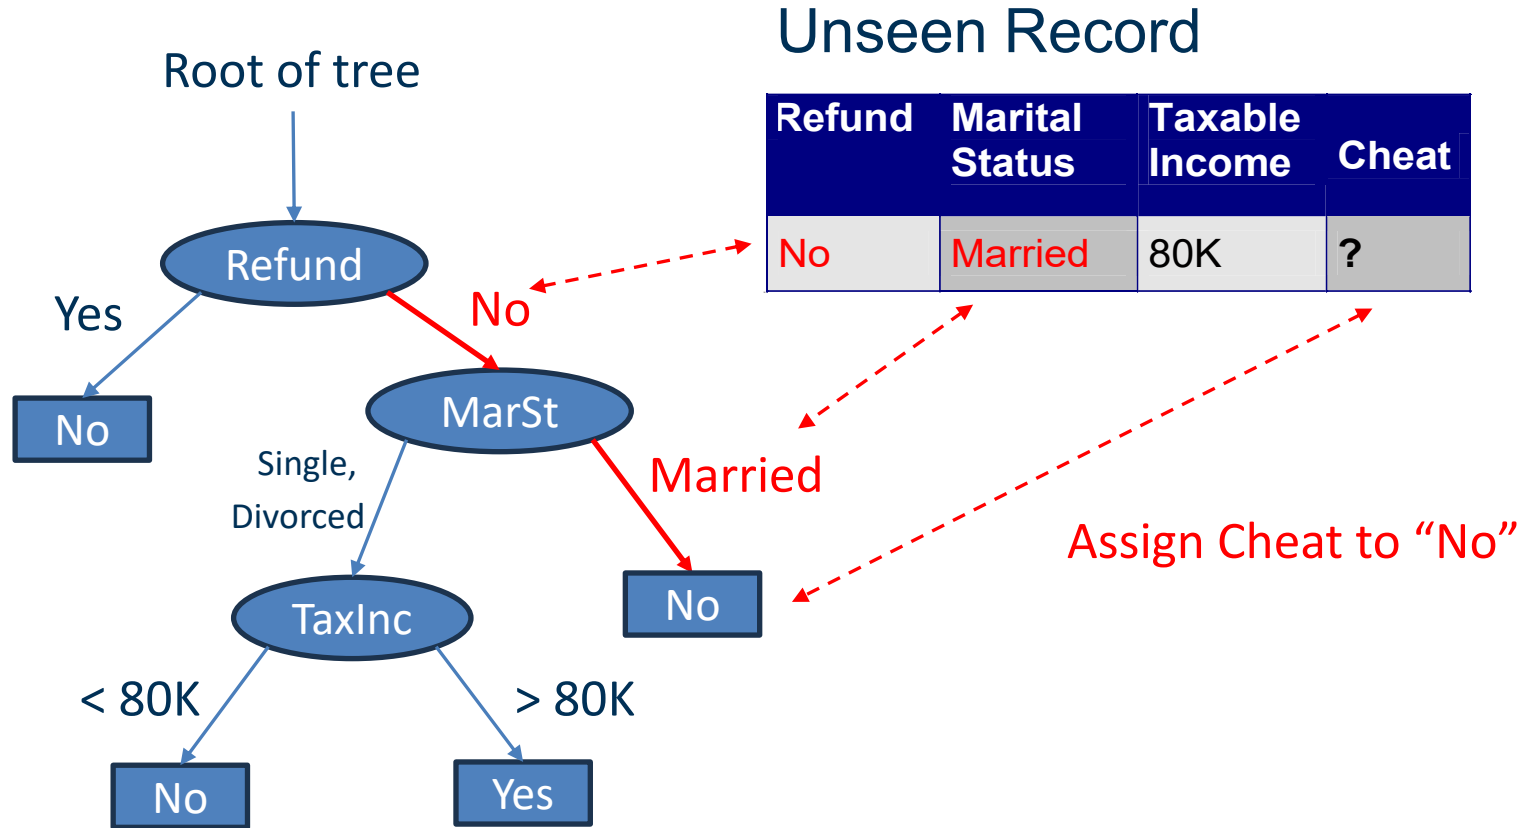 Unseen Record
Root of tree
Refund Marital Status Taxable Income Cheat
No Married 80K ?
Refund
Yes
No
No
MarSt
Single,
Divorced
Married
Assign Cheat to “No”
TaxInc
No
< 80K
> 80K
No
Yes